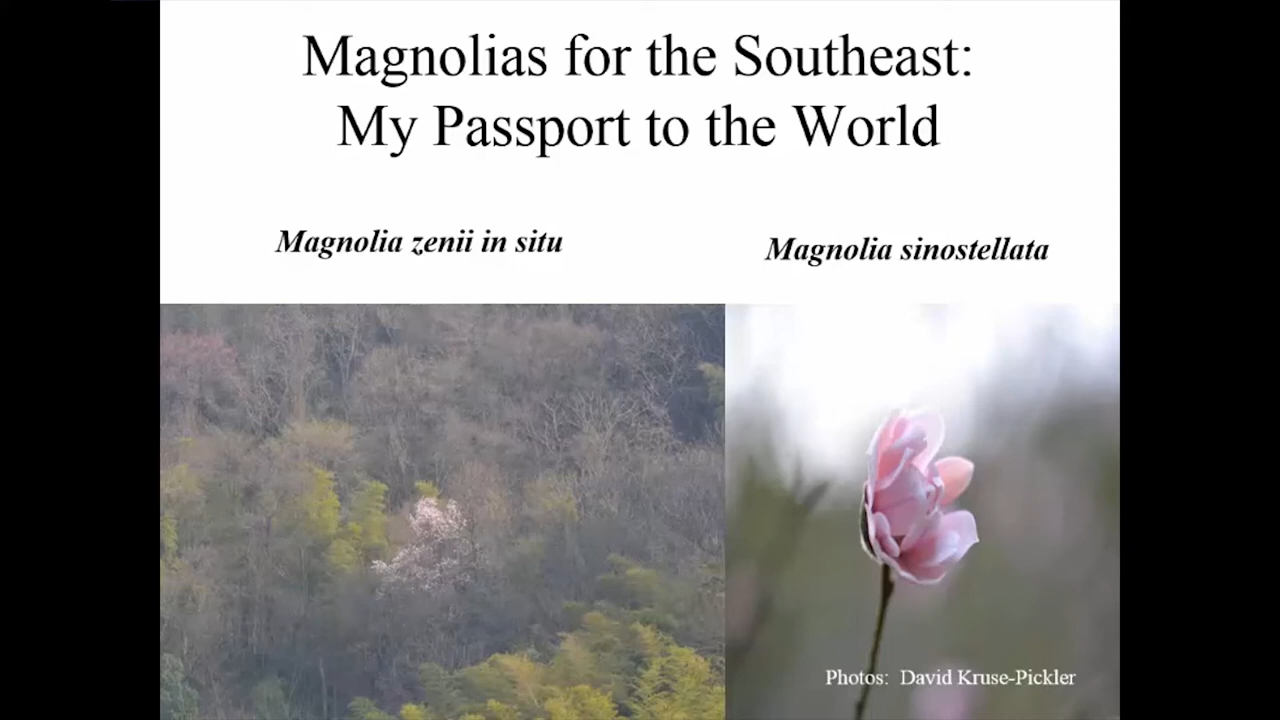 Magnolias for the Southeast:
My Passport to the World
Magnolia zenii in situ
Magnolia sinostellata
Photos: David Kruse-Pickler